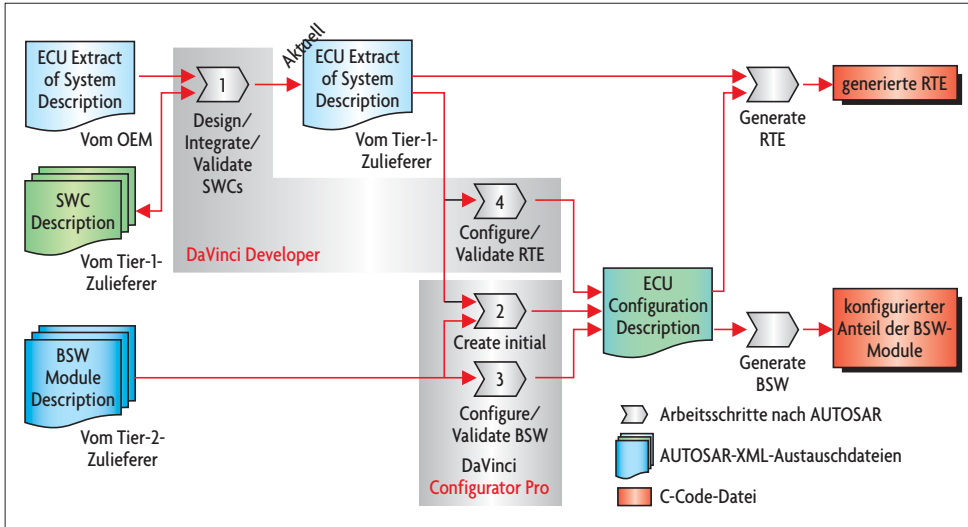 ECU Extract
of System
Description
Vom OEM
1
Design/
Integrate/
Validate
SWCs
Aktuell
ECU Extract
of System
Description
Vom Tier-1-
Zulieferer
Generate
RTE
generierte RTE
SWC
Description
Vom Tier-1-
Zulieferer
DaVinci Developer
4
Configure/
Validate RTE
ECU
Configuration
Description
2
Create initial
3
Configure/
Validate BSW
DaVinci
Configurator Pro
BSW
Module
Description
Vom Tier-2-
Zulieferer
Generate
BSW
konfigurierter
Anteil der BSW-
Module
Arbeitsschritte nach AUTOSAR
AUTOSAR-XML-Austauschdateien
C-Code-Datei